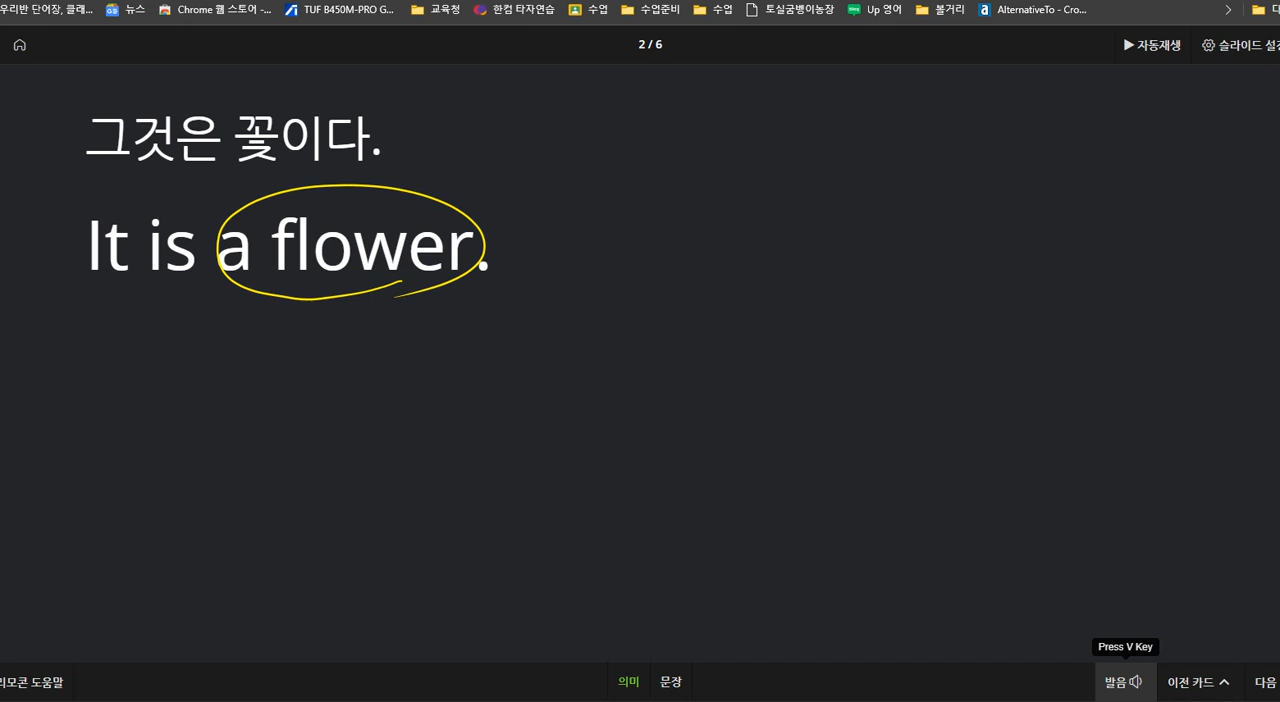 우리반 단어장, 클래... 뉴스 Chrome 웹 스토어 -... TUF B450M-PRO G... 교육청 한컴 타자연습 수업 수업준비 수업 토실굼벵이농장 Up 영어 볼거리 AlternativeTo - Cro...
2 / 6 자동재생 슬라이드
그것은 꽃이다.
It is a flower.
Press V Key
리모콘 도움말 의미 문장 발음 이전 카드 다음